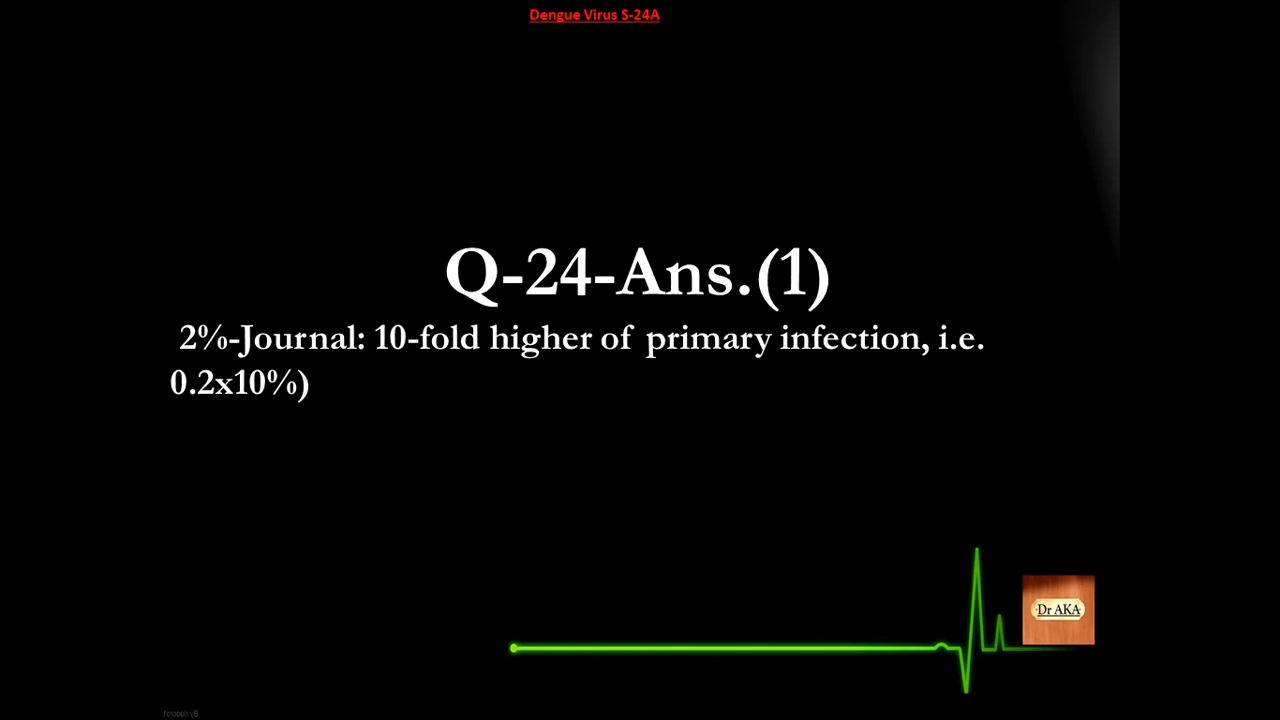 Dengue Virus S-24A
Q-24-Ans.(1)
2%-Journal: 10-fold higher of primary infection, i.e.
0.2x10%)
Dr AKA